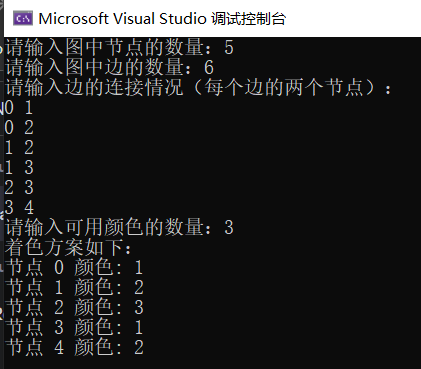 Microsoft Visual Studio 调试控制台
请输入图中节点的数量：5
请输入图中边的数量：6
请输入边的连接情况（每个边的两个节点）：
0 1
0 2
1 2
1 3
2 3
3 4
请输入可用颜色的数量：3
着色方案如下：
节点 0 颜色: 1
节点 1 颜色: 2
节点 2 颜色: 3
节点 3 颜色: 1
节点 4 颜色: 2